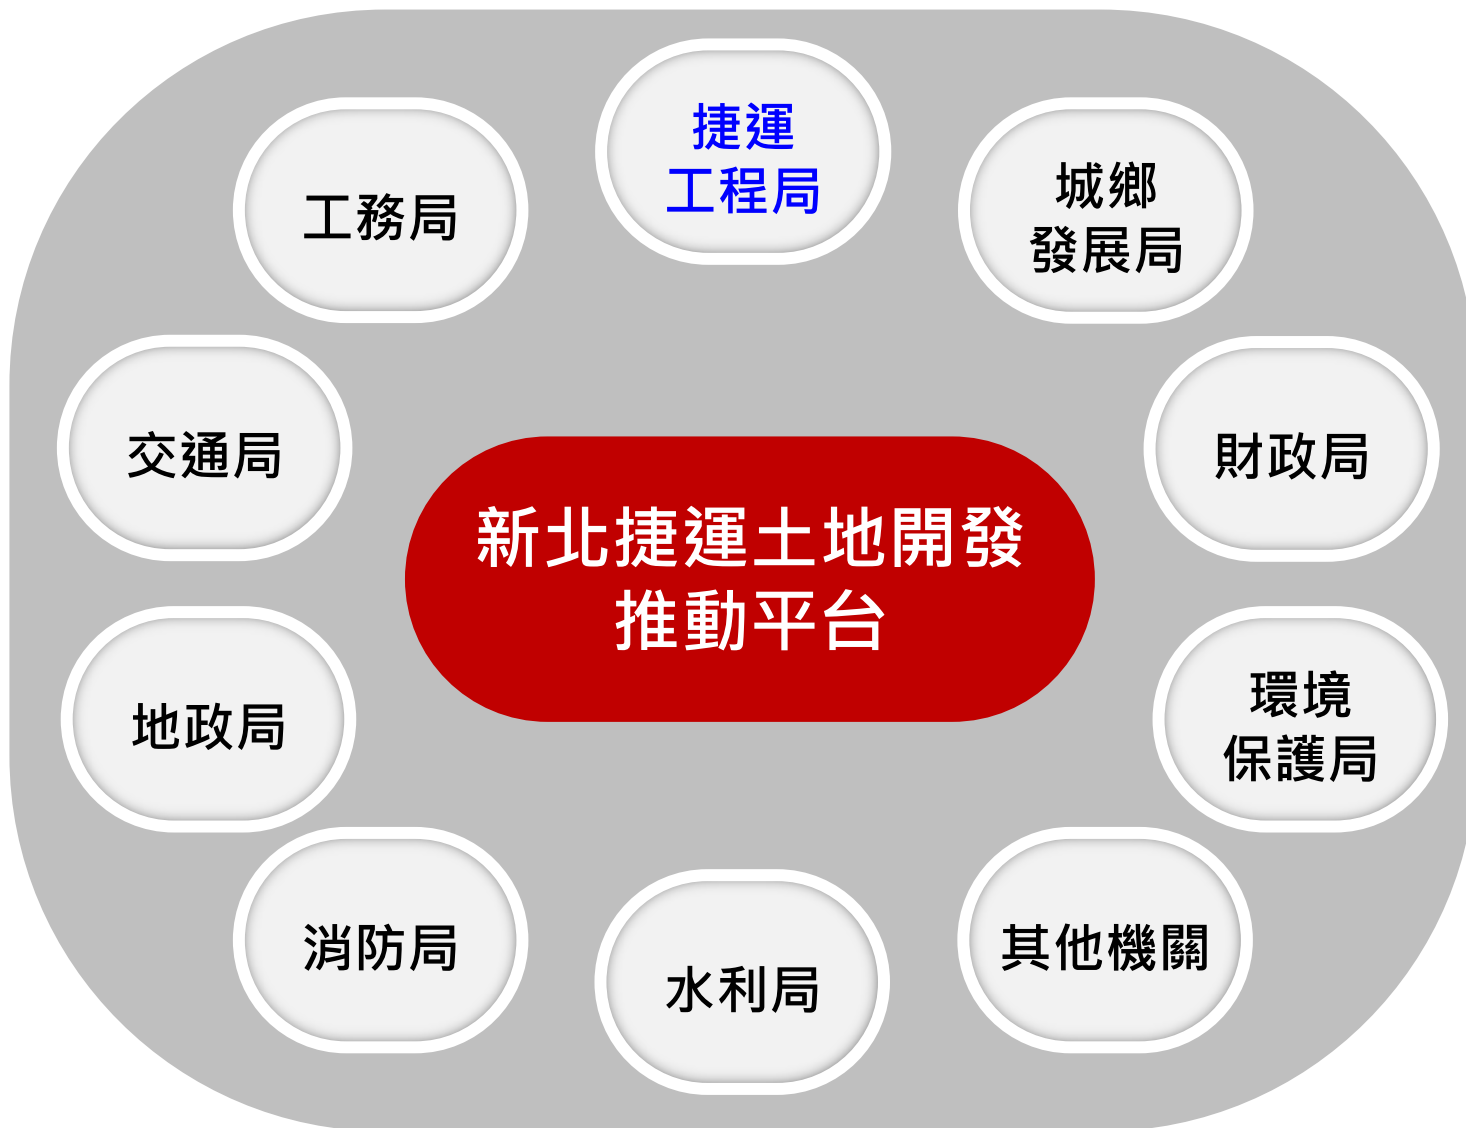 捷運
工程局
工務局
城鄉
發展局
交通局
財政局
新北捷運土地開發
推動平台
地政局
環境
保護局
消防局
其他機關
水利局